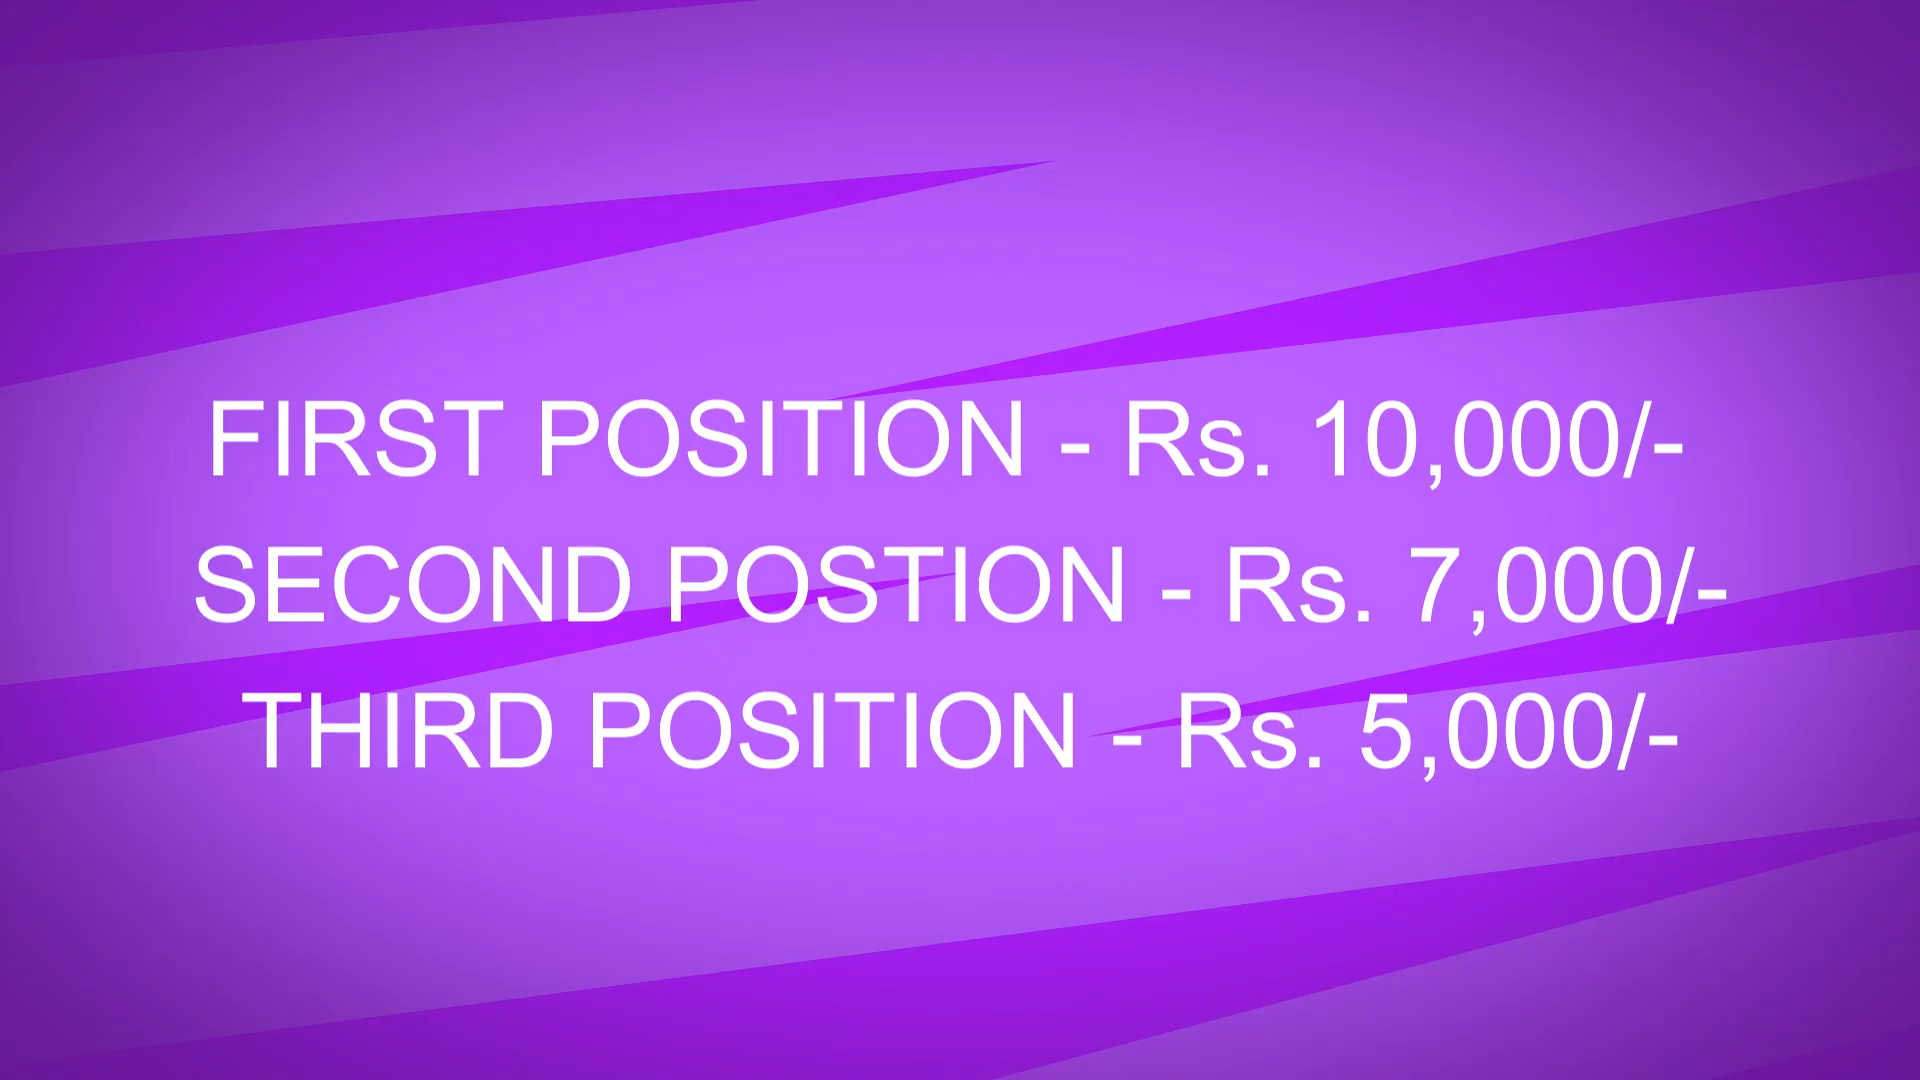 FIRST POSITION - Rs. 10,000/-
SECOND POSTION - Rs. 7,000/-
THIRD POSITION - Rs. 5,000/-